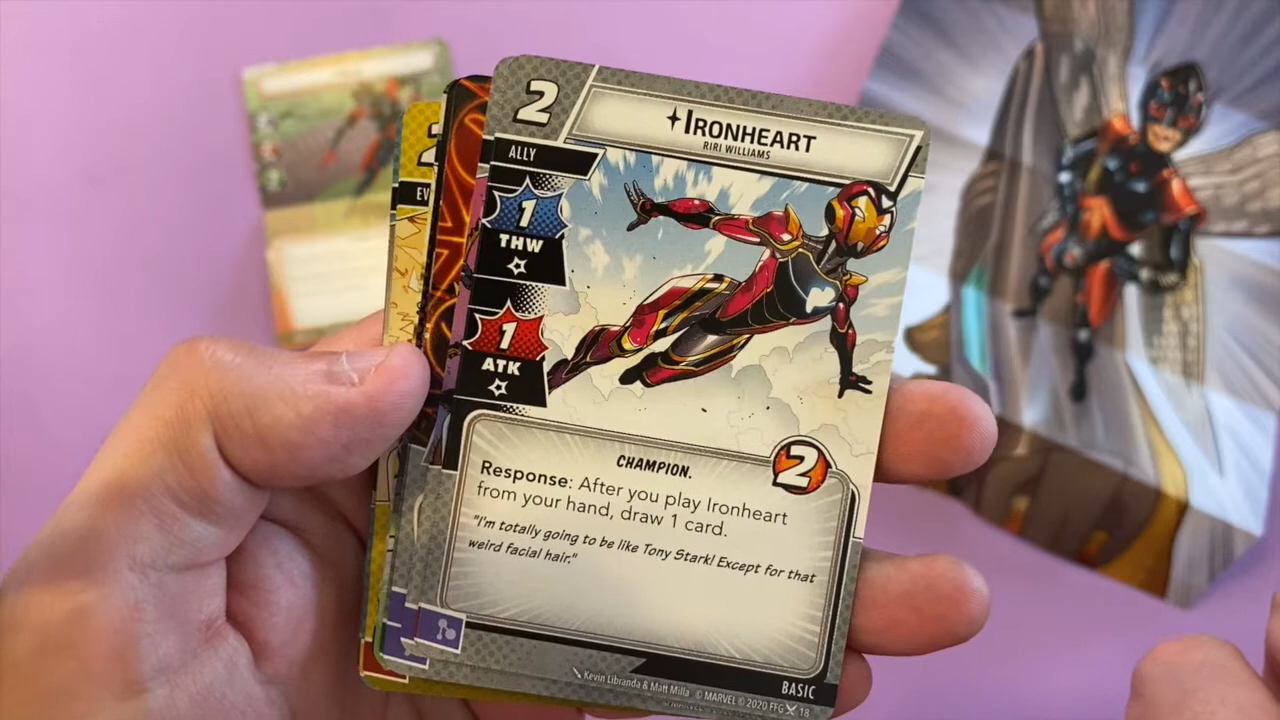 2
IRONHEART
RIRI WILLIAMS
ALLY
1
THW
1
ATK
2
EV
CHAMPION.
2
Response: After you play Ironheart
from your hand, draw 1 card.
"I'm totally going to be like Tony Stark! Except for that
weird facial hair."
BASIC
Kevin Libranda & Matt Milla © MARVEL © 2020 FFG 18